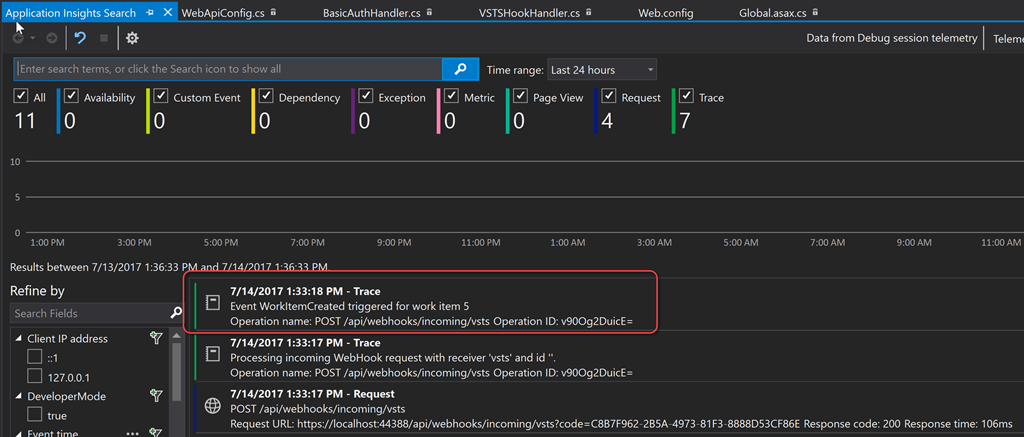 Application Insights Search WebApiConfig.cs BasicAuthHandler.cs VSTSHookHandler.cs Web.config Global.asax.cs
Data from Debug session telemetry Teleme
Enter search terms, or click the Search icon to show all Time range: Last 24 hours
All Availability Custom Event Dependency Exception Metric Page View Request Trace
11 0 0 0 0 0 0 4 7
10
5
0
1:00 PM 3:00 PM 5:00 PM 7:00 PM 9:00 PM 11:00 PM 1:00 AM 3:00 AM 5:00 AM 7:00 AM 9:00 AM 11:00 AM
Results between 7/13/2017 1:36:33 PM and 7/14/2017 1:36:33 PM.
Refine by
Search Fields
Client IP address
::1
127.0.0.1
DeveloperMode
true
Event time
7/14/2017 1:33:18 PM - Trace
Event WorkItemCreated triggered for work item 5
Operation name: POST /api/webhooks/incoming/vsts Operation ID: v90Og2DuicE=
7/14/2017 1:33:17 PM - Trace
Processing incoming WebHook request with receiver 'vsts' and id ''.
Operation name: POST /api/webhooks/incoming/vsts Operation ID: v90Og2DuicE=
7/14/2017 1:33:17 PM - Request
POST /api/webhooks/incoming/vsts
Request URL: https://localhost:44388/api/webhooks/incoming/vsts?code=C8B7F962-2B5A-4973-81F3-8888D53CF86E Response code: 200 Response time: 106ms